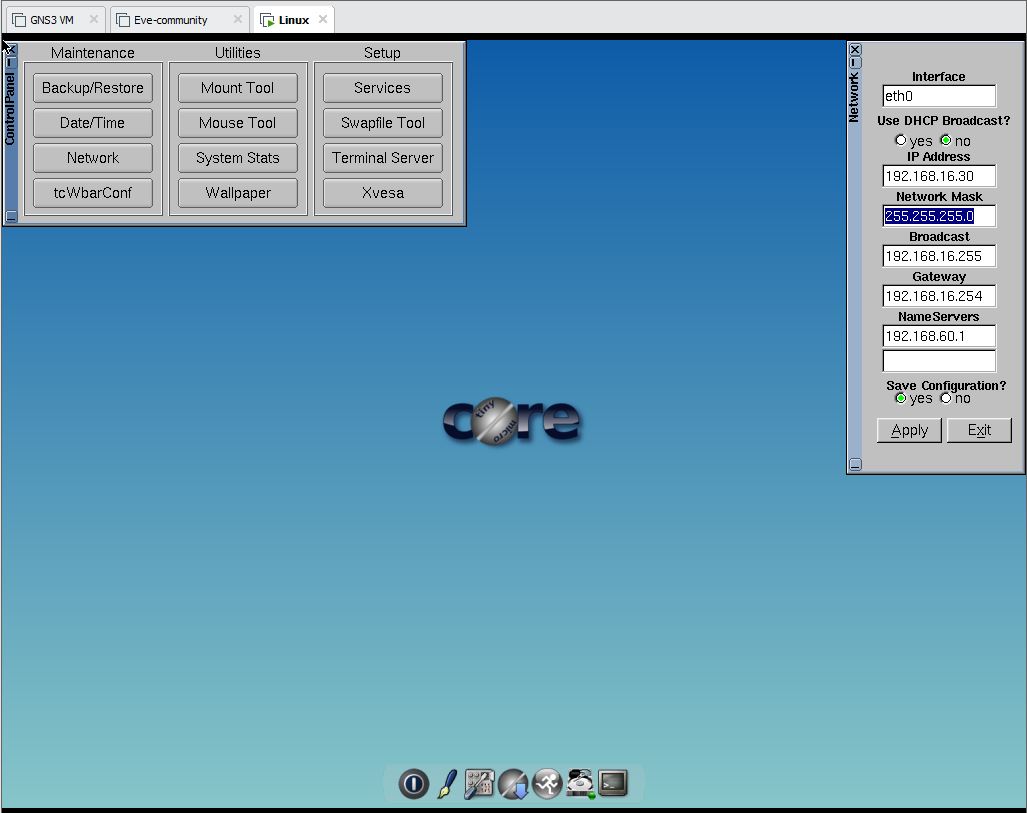 GNS3 VM
Eve-community
Linux
ControlPanel
Maintenance
Utilities
Setup
Backup/Restore
Mount Tool
Services
Date/Time
Mouse Tool
Swapfile Tool
Network
System Stats
Terminal Server
tcWbarConf
Wallpaper
Xvesa
Network
Interface
eth0
Use DHCP Broadcast?
yes no
IP Address
192.168.16.30
Network Mask
255.255.255.0
Broadcast
192.168.16.255
Gateway
192.168.16.254
NameServers
192.168.60.1
Save Configuration?
yes no
Apply
Exit
core
tiny
micro